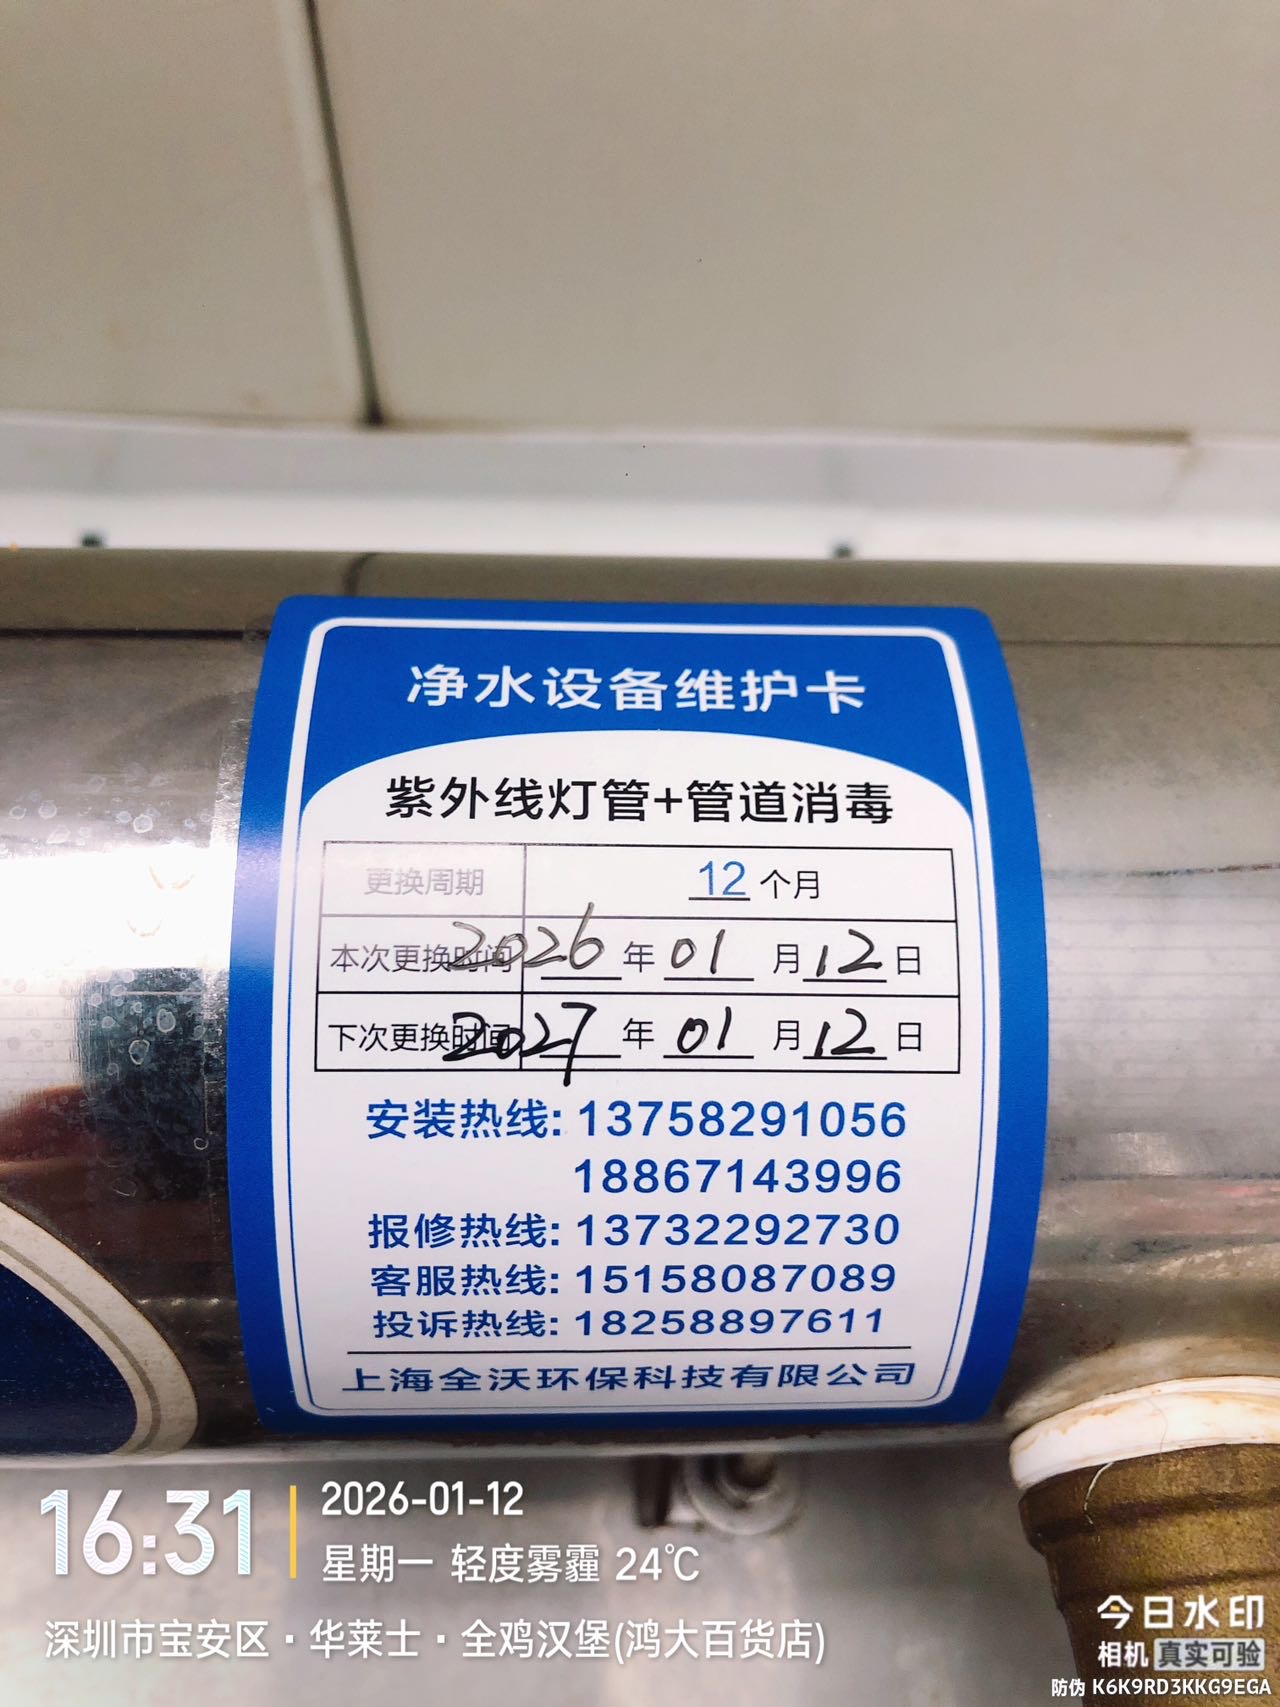 净水设备维护卡
紫外线灯管+管道消毒
更换周期 12 个月
本次更换时间 2026 年 01 月 12 日
下次更换时间 2027 年 01 月 12 日
安装热线: 13758291056
18867143996
报修热线: 13732292730
客服热线: 15158087089
投诉热线: 18258897611
上海全沃环保科技有限公司
16:31
2026-01-12
星期一 轻度雾霾 24℃
深圳市宝安区·华莱士·全鸡汉堡(鸿大百货店)
今日水印
相机 真实可验
防伪 K6K9RD3KKG9EGA